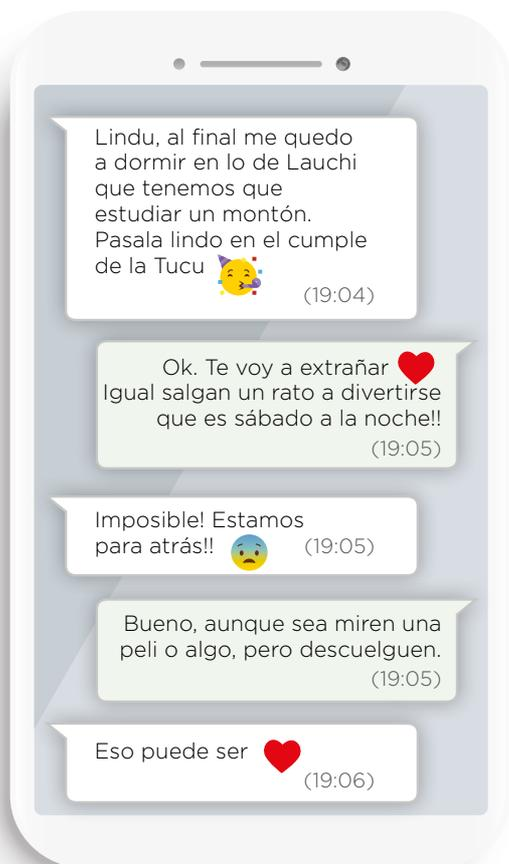 Lindu, al final me quedo
a dormir en lo de Lauchi
que tenemos que
estudiar un montón.
Pasala lindo en el cumple
de la Tucu
(19:04)
Ok. Te voy a extrañar
Igual salgan un rato a divertirse
que es sábado a la noche!!
(19:05)
Imposible! Estamos
para atrás!! (19:05)
Bueno, aunque sea miren una
peli o algo, pero descuelguen.
(19:05)
Eso puede ser
(19:06)